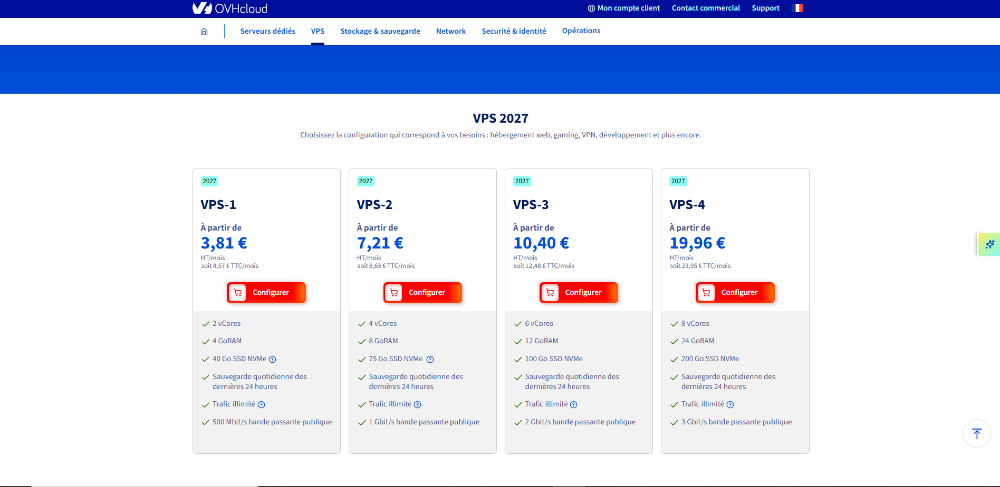 OVHcloud
Mon compte client
Contact commercial
Support
Serveurs dédiés
VPS
Stockage & sauvegarde
Network
Securité & identité
Opérations
VPS 2027
Choisissez la configuration qui correspond à vos besoins : hébergement web, gaming, VPN, développement et plus encore.
2027
VPS-1
À partir de
3,81 €
HT/mois
soit 4,57 € TTC/mois
Configurer
2 vCores
4 GoRAM
40 Go SSD NVMe
Sauvegarde quotidienne des
dernières 24 heures
Trafic illimité
500 Mbit/s bande passante publique
2027
VPS-2
À partir de
7,21 €
HT/mois
soit 8,65 € TTC/mois
Configurer
4 vCores
8 GoRAM
75 Go SSD NVMe
Sauvegarde quotidienne des
dernières 24 heures
Trafic illimité
1 Gbit/s bande passante publique
2027
VPS-3
À partir de
10,40 €
HT/mois
soit 12,48 € TTC/mois
Configurer
6 vCores
12 GoRAM
100 Go SSD NVMe
Sauvegarde quotidienne des
dernières 24 heures
Trafic illimité
2 Gbit/s bande passante publique
2027
VPS-4
À partir de
19,96 €
HT/mois
soit 23,95 € TTC/mois
Configurer
8 vCores
24 GoRAM
200 Go SSD NVMe
Sauvegarde quotidienne des
dernières 24 heures
Trafic illimité
3 Gbit/s bande passante publique